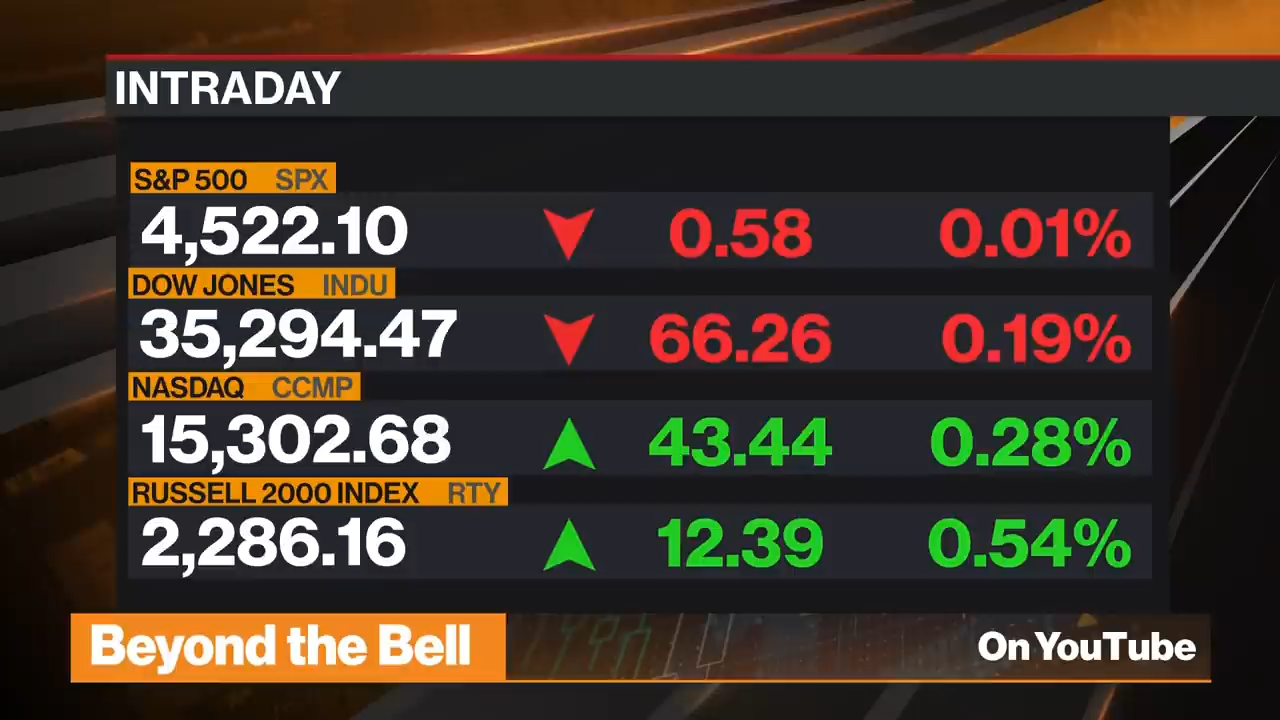 INTRADAY
S&P 500 SPX
4,522.10 0.58 0.01%
DOW JONES INDU
35,294.47 66.26 0.19%
NASDAQ CCMP
15,302.68 43.44 0.28%
RUSSELL 2000 INDEX RTY
2,286.16 12.39 0.54%
Beyond the Bell On YouTube